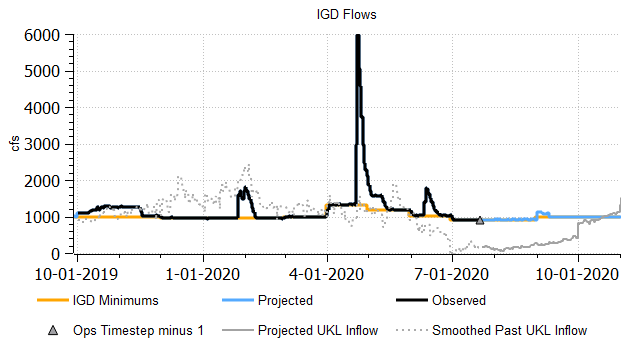 IGD Flows
6000
5000
4000
3000
2000
1000
0
cfs
10-01-2019 1-01-2020 4-01-2020 7-01-2020 10-01-2020
IGD Minimums Projected Observed
Ops Timestep minus 1 Projected UKL Inflow Smoothed Past UKL Inflow